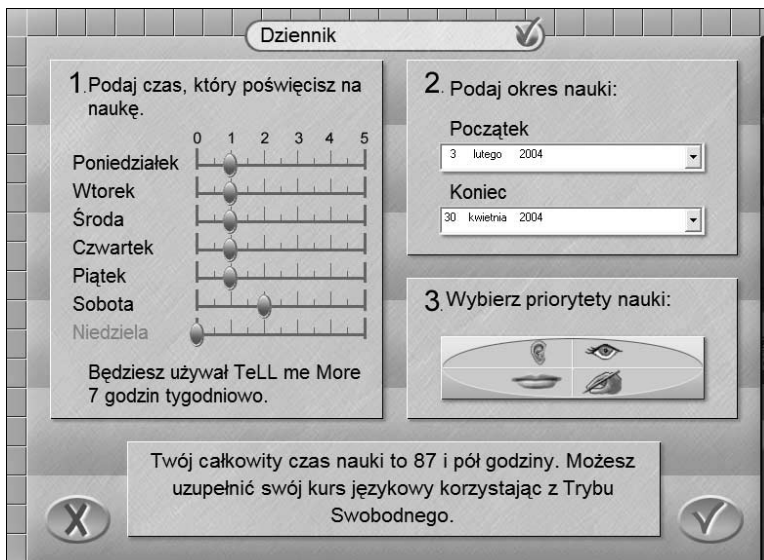 Dziennik
1. Podaj czas, który poświęcisz na
naukę.
0 1 2 3 4 5
Poniedziałek
Wtorek
Środa
Czwartek
Piątek
Sobota
Niedziela
Będziesz używał TeLL me More
7 godzin tygodniowo.
2. Podaj okres nauki:
Początek
3 lutego 2004
Koniec
30 kwietnia 2004
3. Wybierz priorytety nauki:
Twój całkowity czas nauki to 87 i pół godziny. Możesz
uzupełnić swój kurs językowy korzystając z Trybu
Swobodnego.